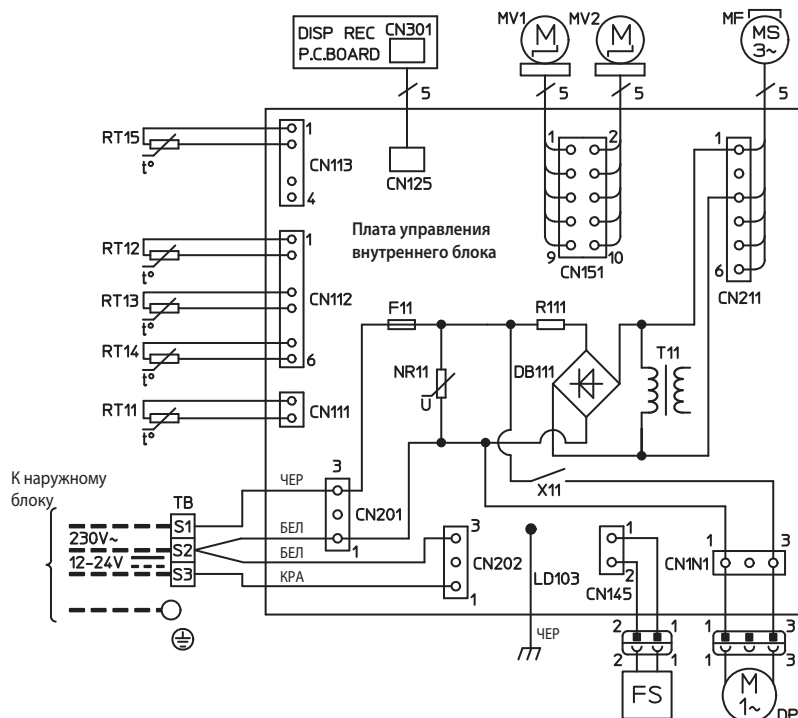 DISP REC CN301
P.C.BOARD
MV1
M
MV2
M
MF
MS
3~
5
5
5
5
RT15
t°
1
CN113
4
CN125
1
2
9
10
CN151
1
6
CN211
Плата управления
внутреннего блока
RT12
t°
1
RT13
t°
CN112
RT14
t°
6
RT11
t°
CN111
F11
R111
NR11
U
DB111
T11
X11
К наружному
блоку
TB
S1
S2
S3
230V~
12-24V
ЧЕР
БЕЛ
БЕЛ
КРА
3
CN201
1
3
CN202
1
LD103
ЧЕР
1
2
CN145
1
3
CN1N1
2
1
2
1
FS
1
3
1
3
M
1~
DP